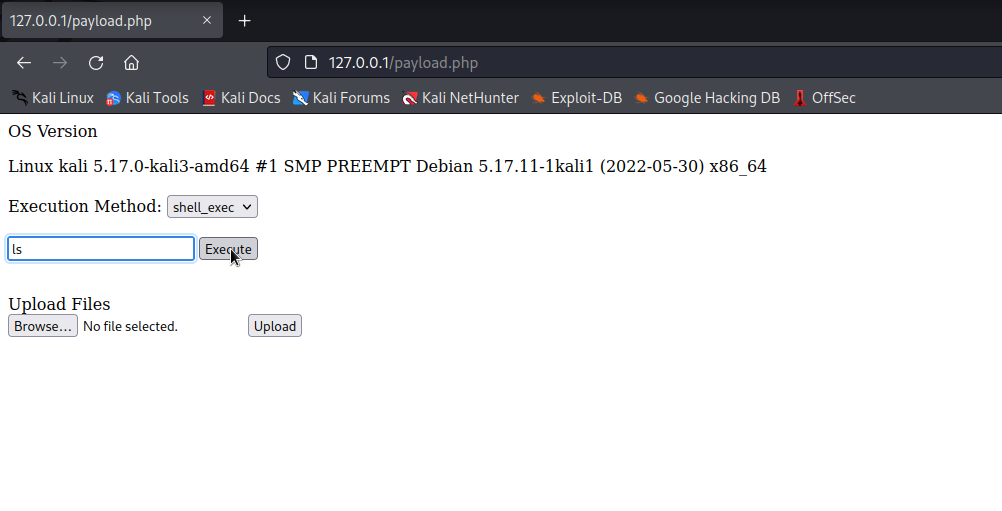 127.0.0.1/payload.php
127.0.0.1/payload.php
Kali Linux Kali Tools Kali Docs Kali Forums Kali NetHunter Exploit-DB Google Hacking DB OffSec
OS Version
Linux kali 5.17.0-kali3-amd64 #1 SMP PREEMPT Debian 5.17.11-1kali1 (2022-05-30) x86_64
Execution Method: shell_exec
ls Execute
Upload Files
Browse... No file selected. Upload